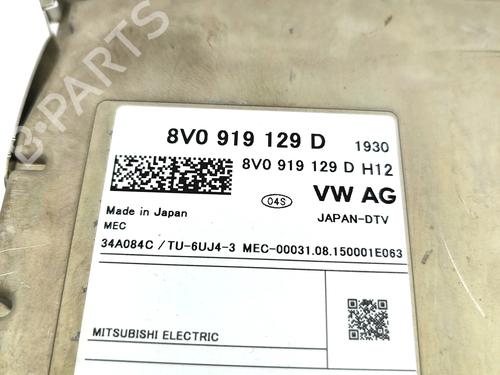 B-PARTS
8V0 919 129 D 1930
8V0 919 129 D H12
04S VW AG
Made in Japan JAPAN-DTV
MEC
34A084C / TU-6UJ4-3 MEC-00031.08.150001E063
MITSUBISHI ELECTRIC